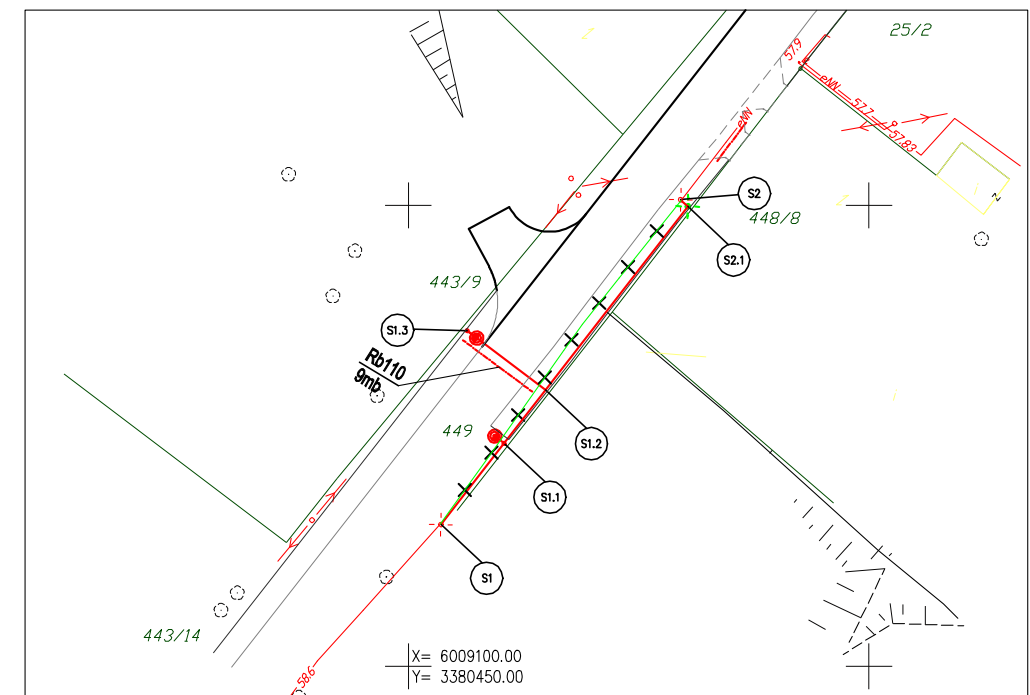 25/2
57.9
eNN
57.7
57.83
eNN
S2
448/8
z
S2.1
443/9
S1.3
Rb110
9mb
449
S1.2
S1.1
S1
443/14
X= 6009100.00
Y= 3380450.00
58.6